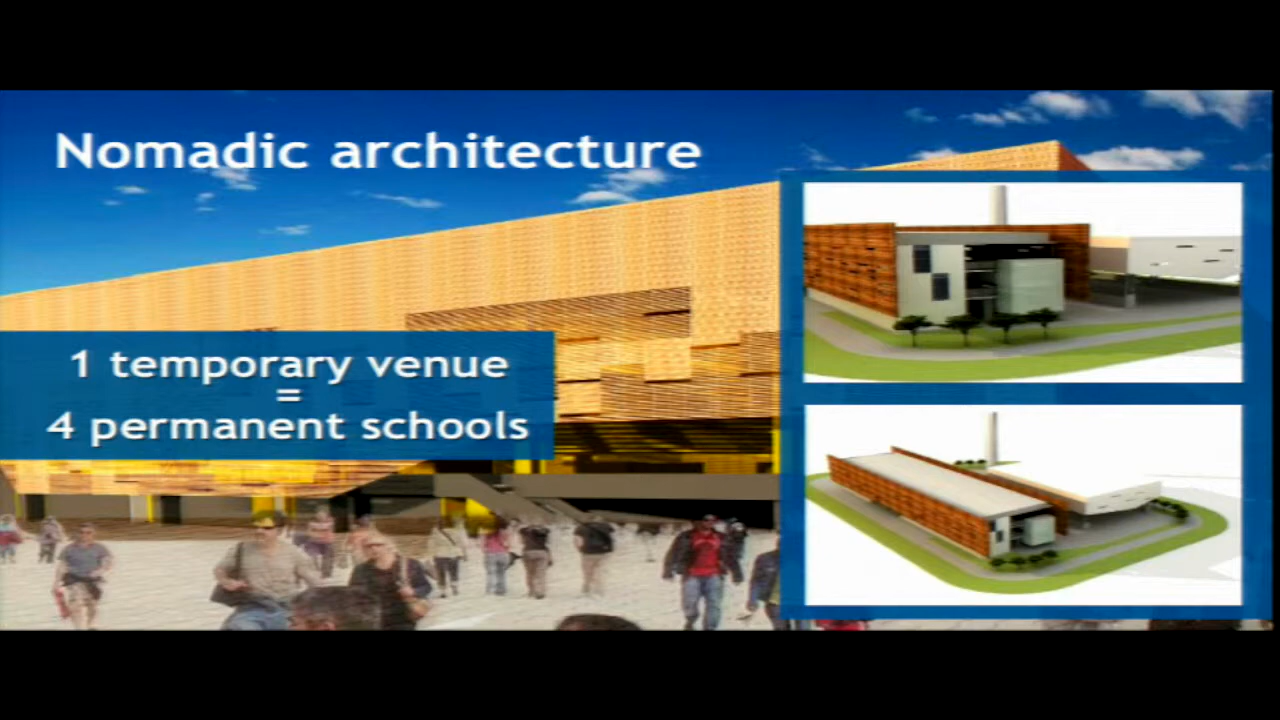 Nomadic architecture
1 temporary venue
=
4 permanent schools